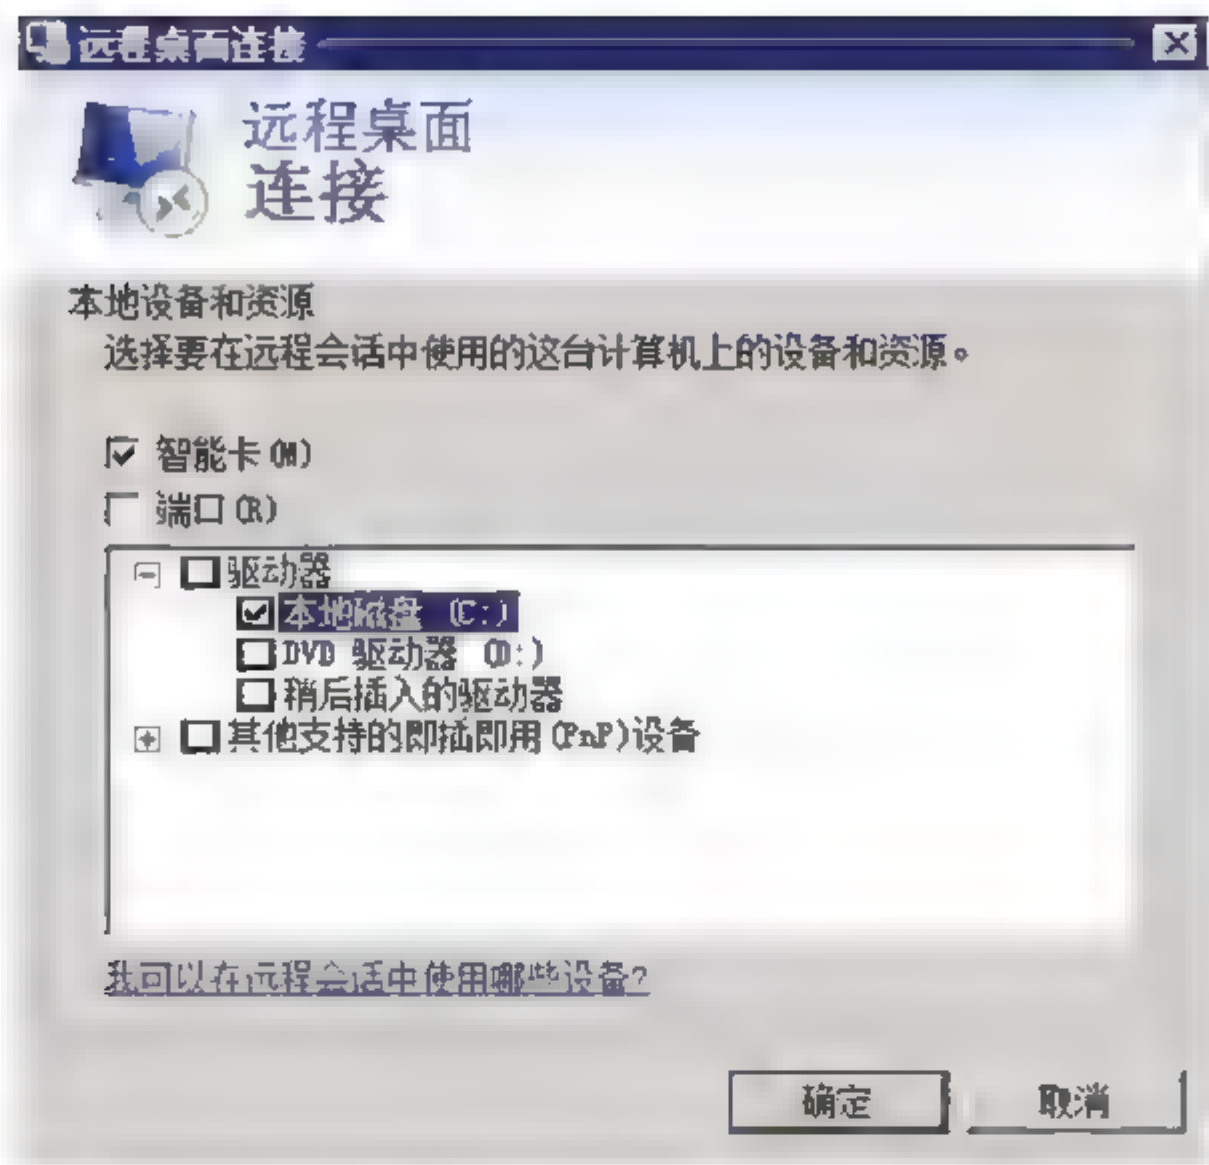 远程桌面连接
远程桌面
连接
本地设备和资源
选择要在远程会话中使用的这台计算机上的设备和资源。
智能卡(M)
端口(R)
驱动器
本地磁盘 (C:)
DVD 驱动器 (D:)
稍后插入的驱动器
其他支持的即插即用(PnP)设备
我可以在远程会话中使用哪些设备?
确定
取消